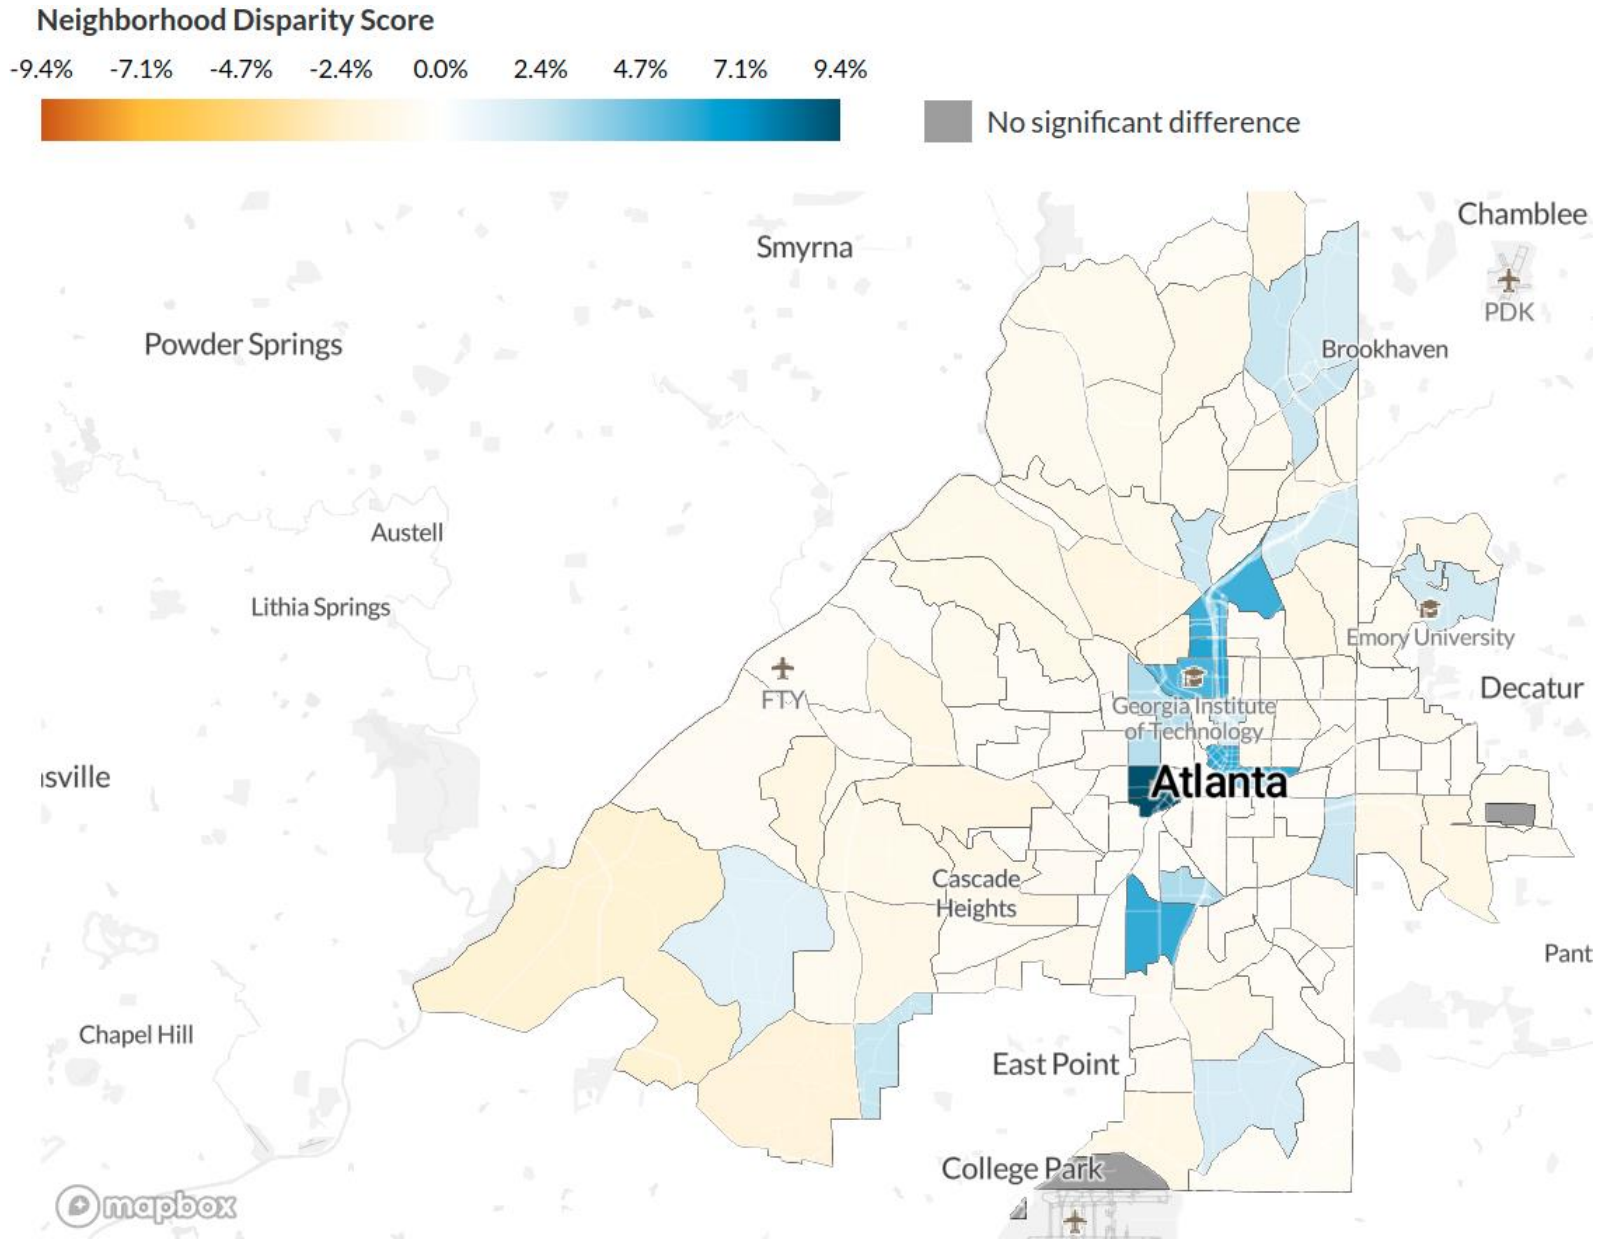 Neighborhood Disparity Score
-9.4% -7.1% -4.7% -2.4% 0.0% 2.4% 4.7% 7.1% 9.4%
No significant difference
Chamblee
Smyrna
PDK
Powder Springs
Brookhaven
Austell
Lithia Springs
Emory University
FTY
Decatur
Georgia Institute
of Technology
Atlanta
Cascade
Heights
Chapel Hill
East Point
College Park
mapbox